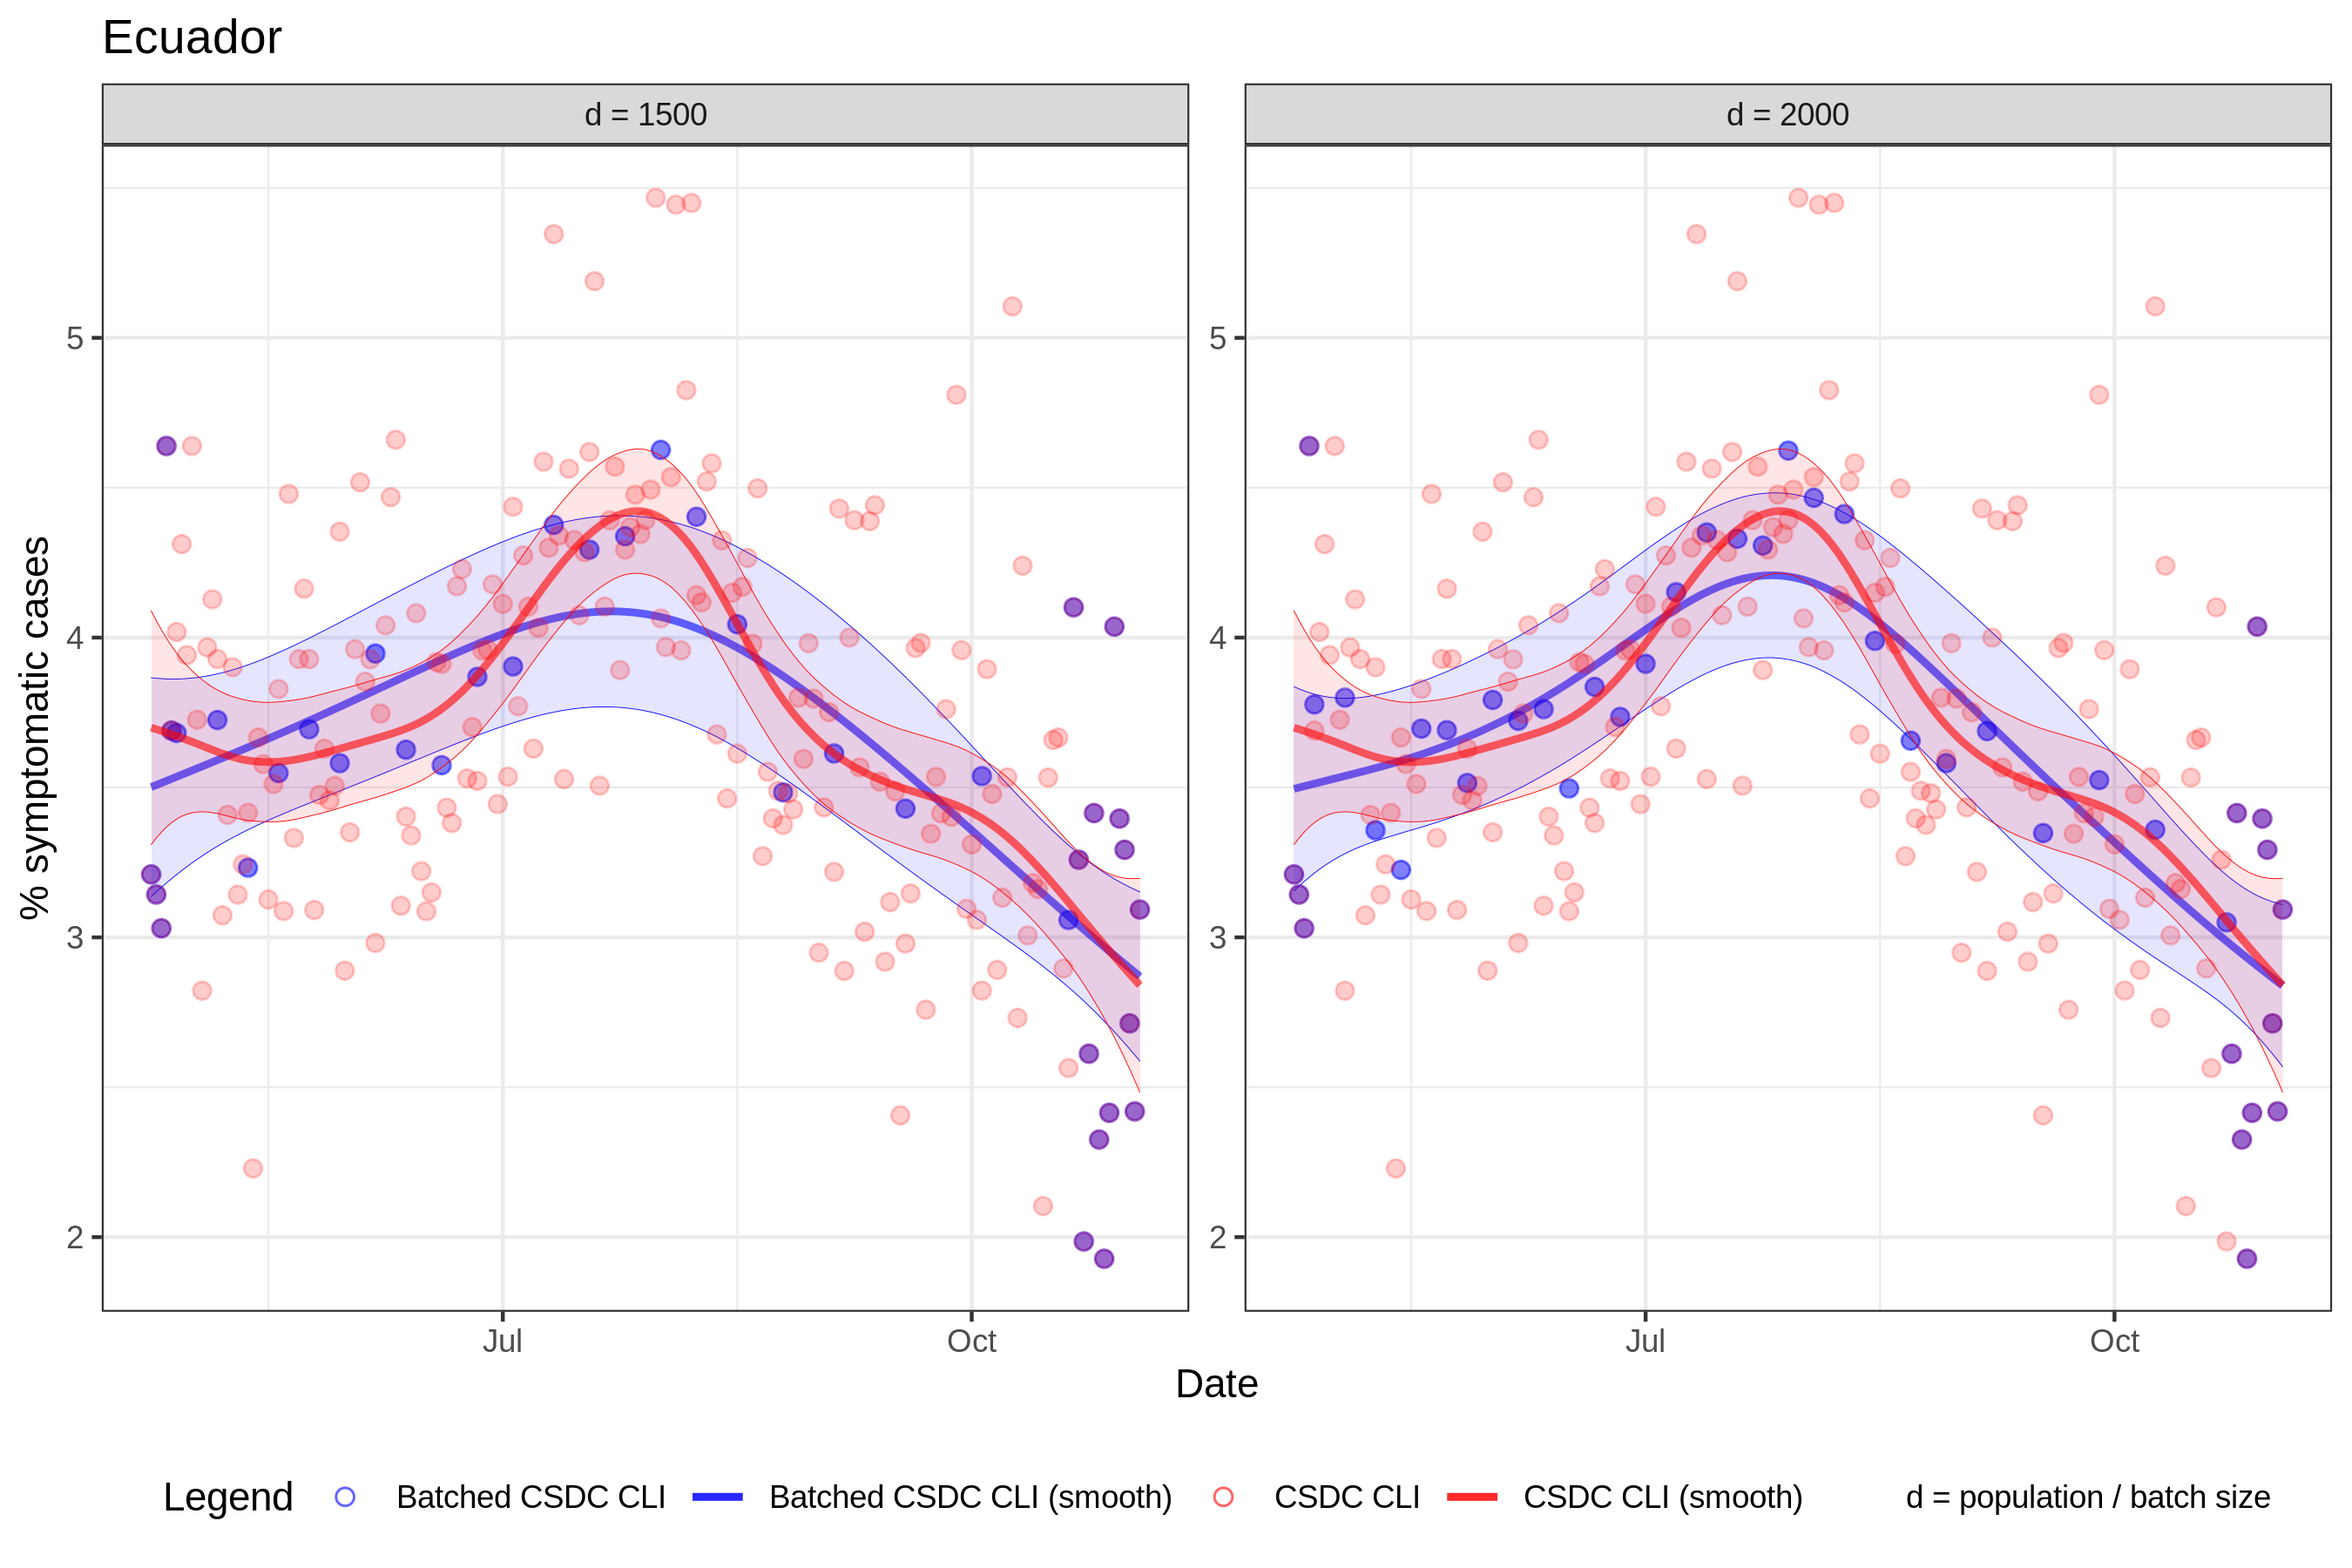 Ecuador
d = 1500
d = 2000
% symptomatic cases
5
4
3
2
5
4
3
2
Jul
Oct
Jul
Oct
Date
Legend
Batched CSDC CLI
Batched CSDC CLI (smooth)
CSDC CLI
CSDC CLI (smooth)
d = population / batch size